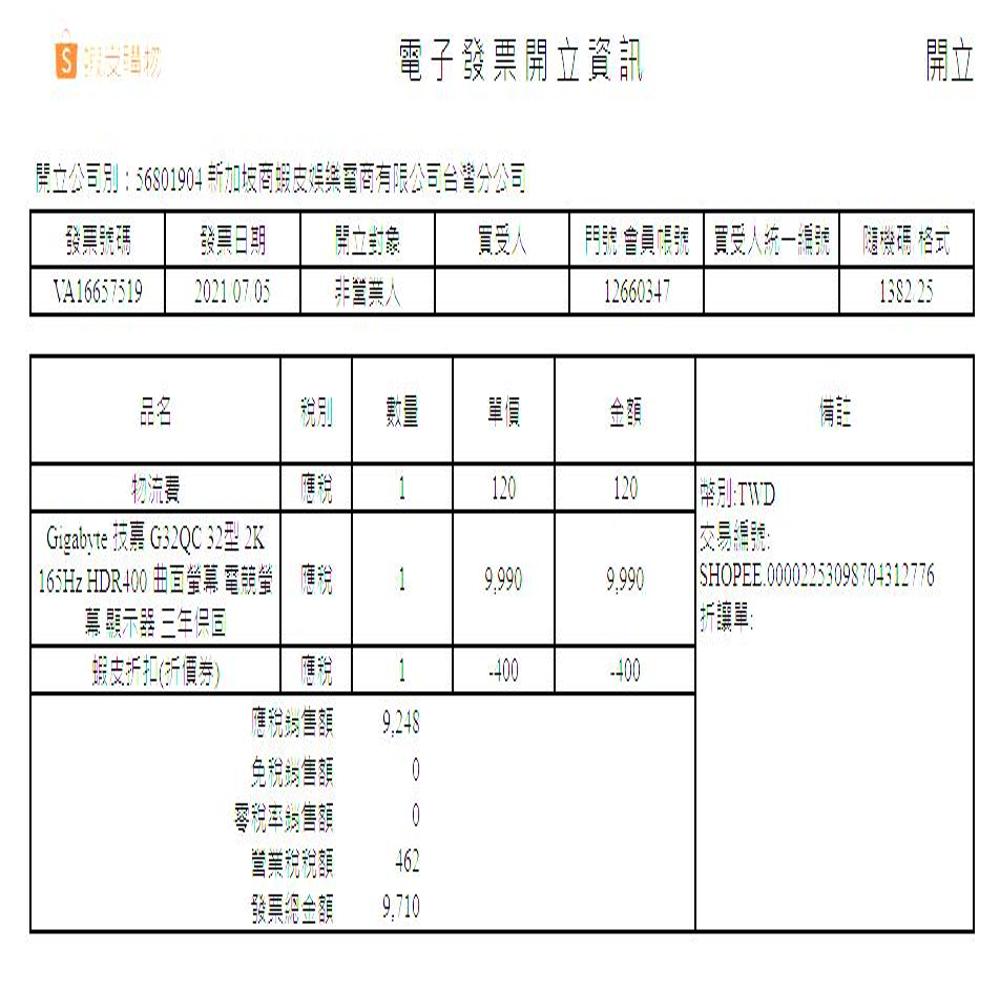 蝦皮購物
電子發票開立資訊
開立
開立公司別：56801904 新加坡商蝦皮娛樂電商有限公司台灣分公司
發票號碼 發票日期 開立對象 買受人 門號 會員帳號 買受人統一編號 隨機碼 格式
VA16657519 2021 07 05 非營業人 12660347 1382 25
品名 稅別 數量 單價 金額 備註
物流費 應稅 1 120 120
Gigabyte 技嘉 G32QC 32型 2K
165Hz HDR400 曲面螢幕 電競螢
幕 顯示器 三年保固
應稅 1 9,990 9,990
蝦皮折扣(折價券) 應稅 1 -400 -400
幣別:TWD
交易編號:
SHOPEE.00002253098704312776
折讓單:
應稅銷售額 9,248
免稅銷售額 0
零稅率銷售額 0
營業稅稅額 462
發票總金額 9,710